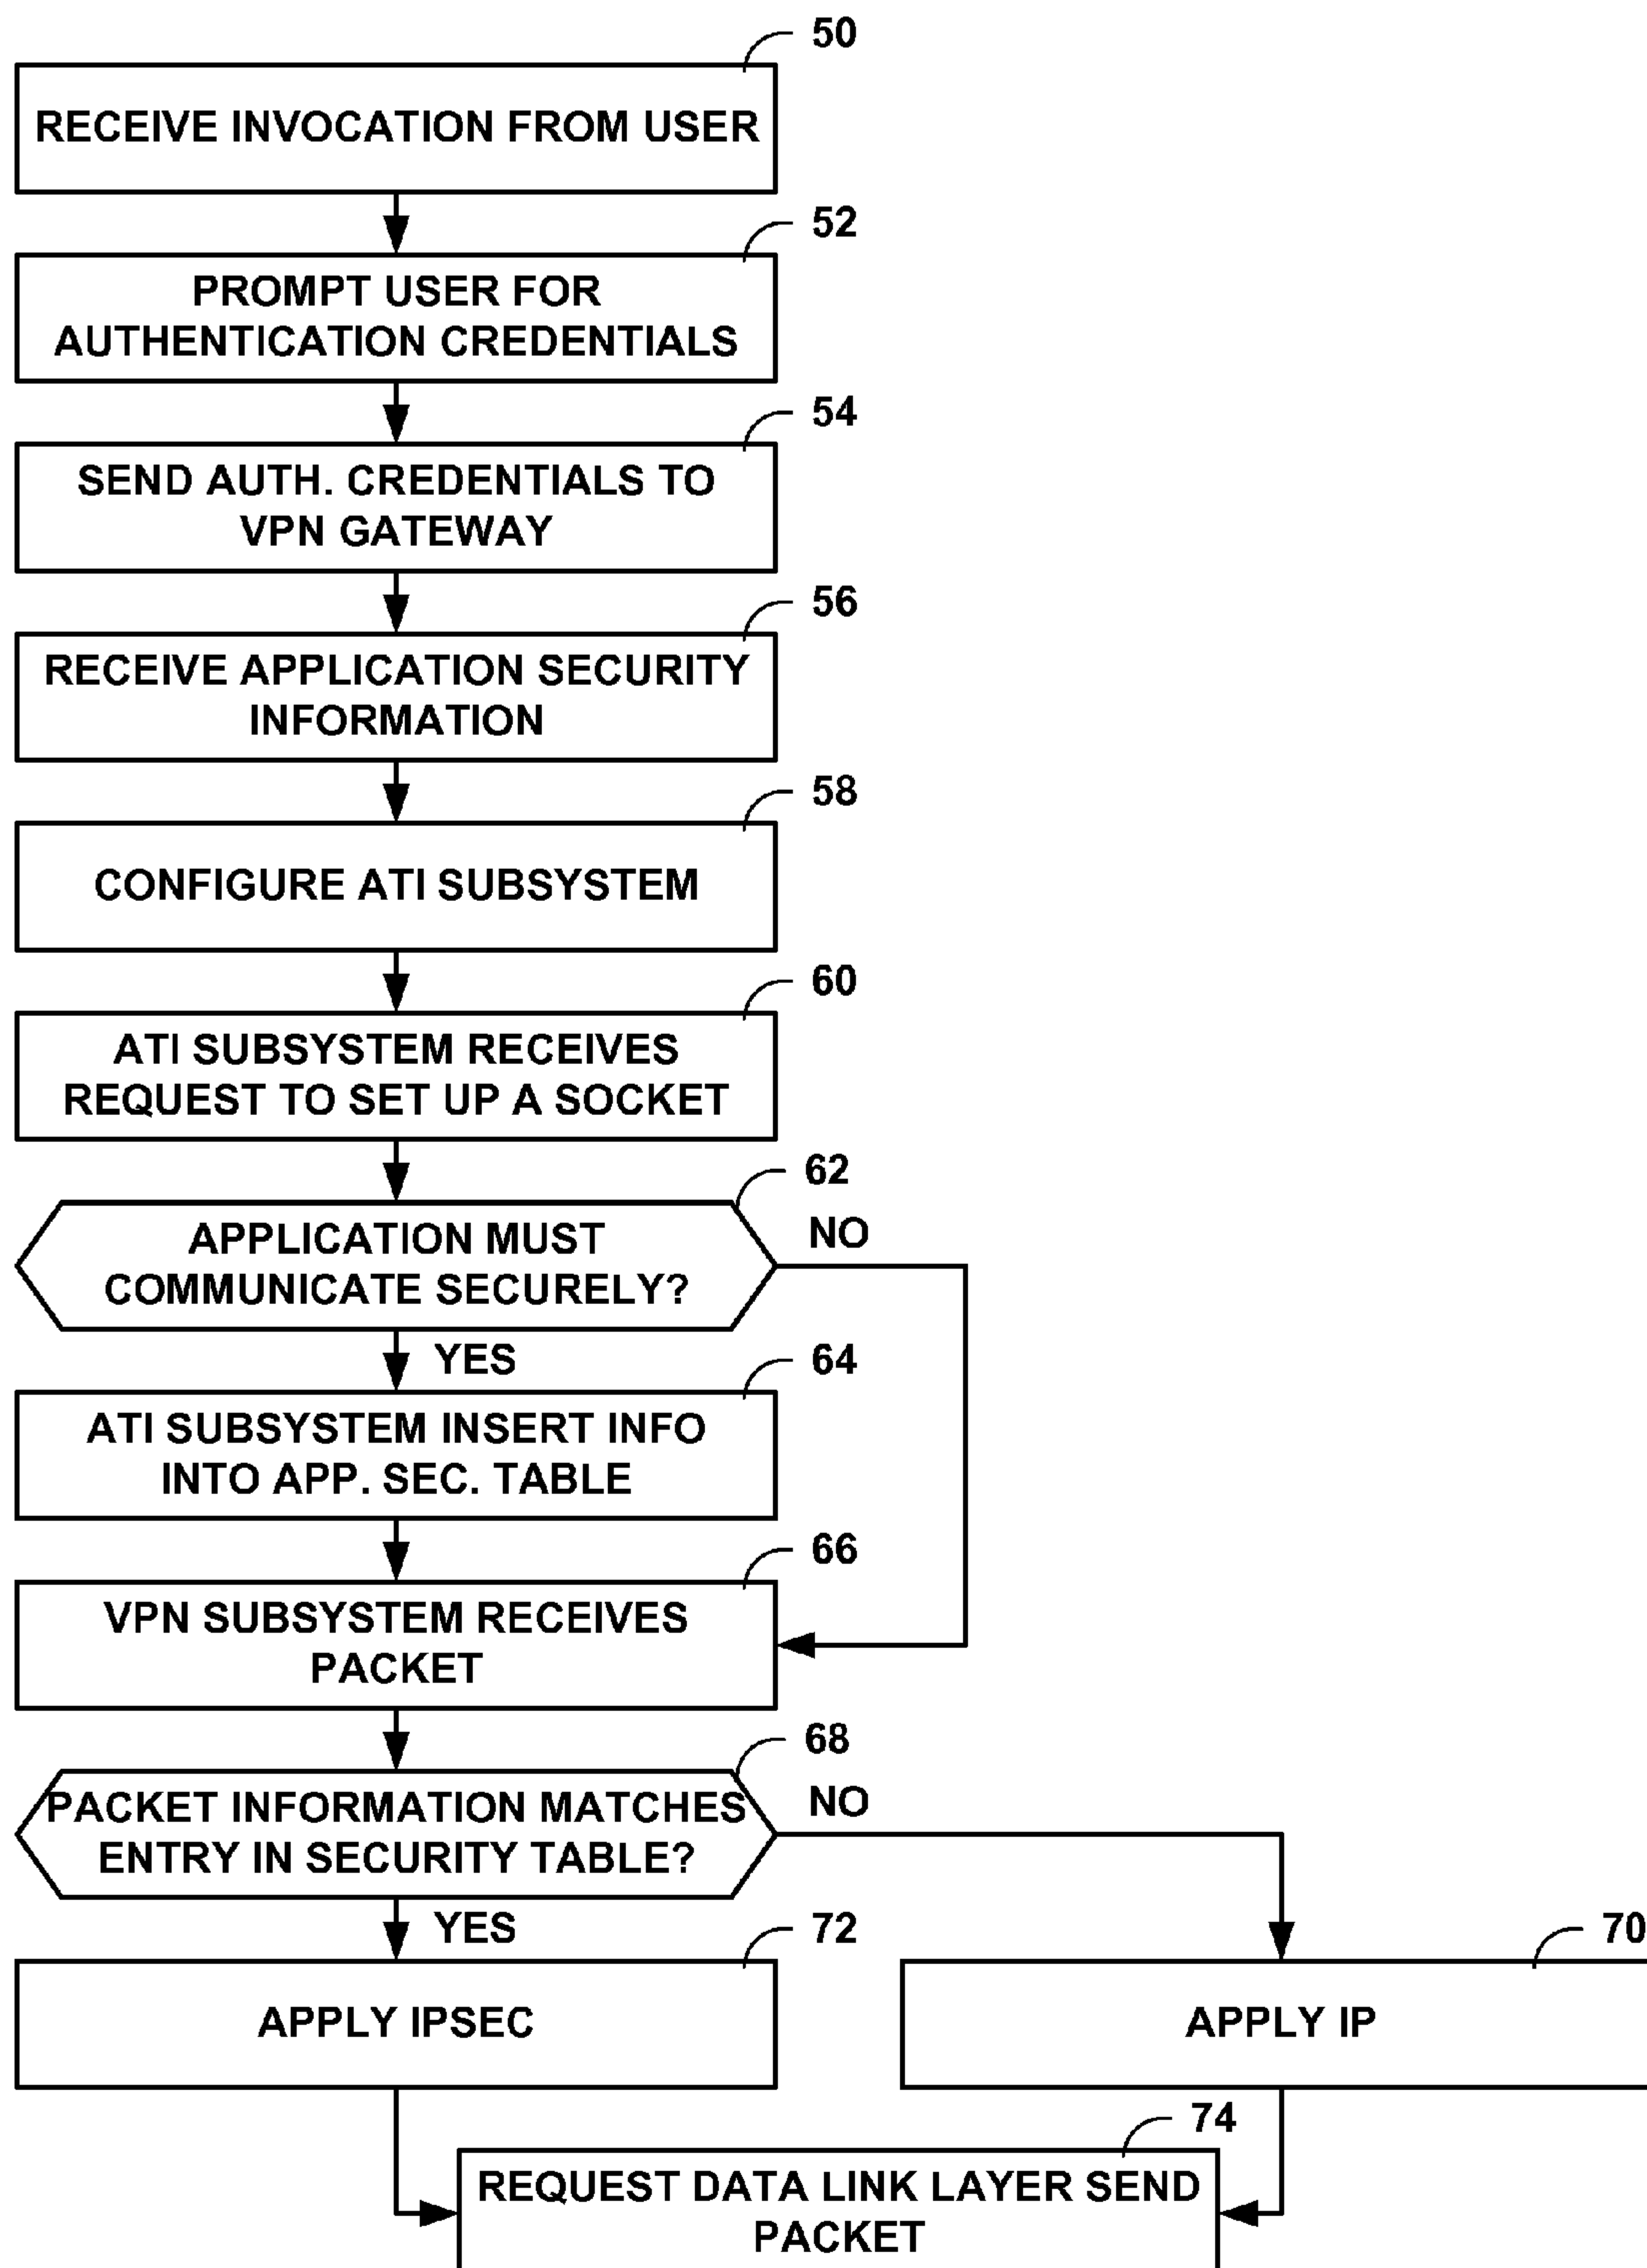 50
RECEIVE INVOCATION FROM USER
52
PROMPT USER FOR
AUTHENTICATION CREDENTIALS
54
SEND AUTH. CREDENTIALS TO
VPN GATEWAY
56
RECEIVE APPLICATION SECURITY
INFORMATION
58
CONFIGURE ATI SUBSYSTEM
60
ATI SUBSYSTEM RECEIVES
REQUEST TO SET UP A SOCKET
62
APPLICATION MUST
COMMUNICATE SECURELY?
NO
YES
64
ATI SUBSYSTEM INSERT INFO
INTO APP. SEC. TABLE
66
VPN SUBSYSTEM RECEIVES
PACKET
68
PACKET INFORMATION MATCHES
ENTRY IN SECURITY TABLE?
NO
YES
72
APPLY IPSEC
70
APPLY IP
74
REQUEST DATA LINK LAYER SEND
PACKET